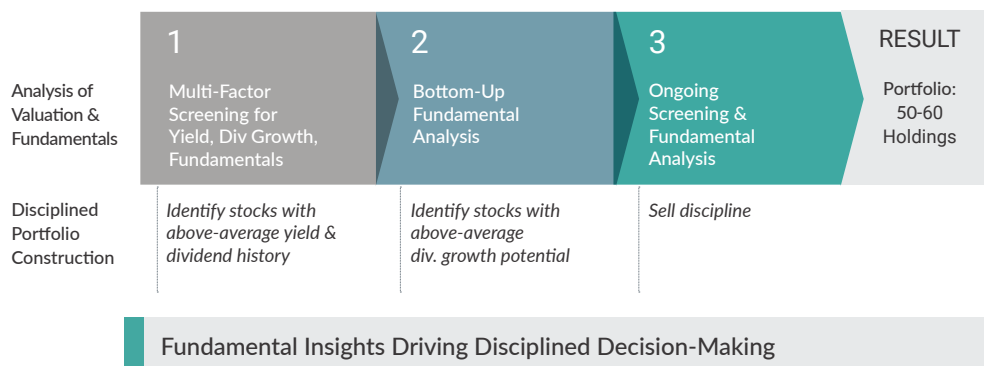 1
2
3
RESULT
Analysis of
Valuation &
Fundamentals
Multi-Factor
Screening for
Yield, Div Growth,
Fundamentals
Bottom-Up
Fundamental
Analysis
Ongoing
Screening &
Fundamental
Analysis
Portfolio:
50-60
Holdings
Disciplined
Portfolio
Construction
Identify stocks with
above-average yield &
dividend history
Identify stocks with
above-average
div. growth potential
Sell discipline
Fundamental Insights Driving Disciplined Decision-Making